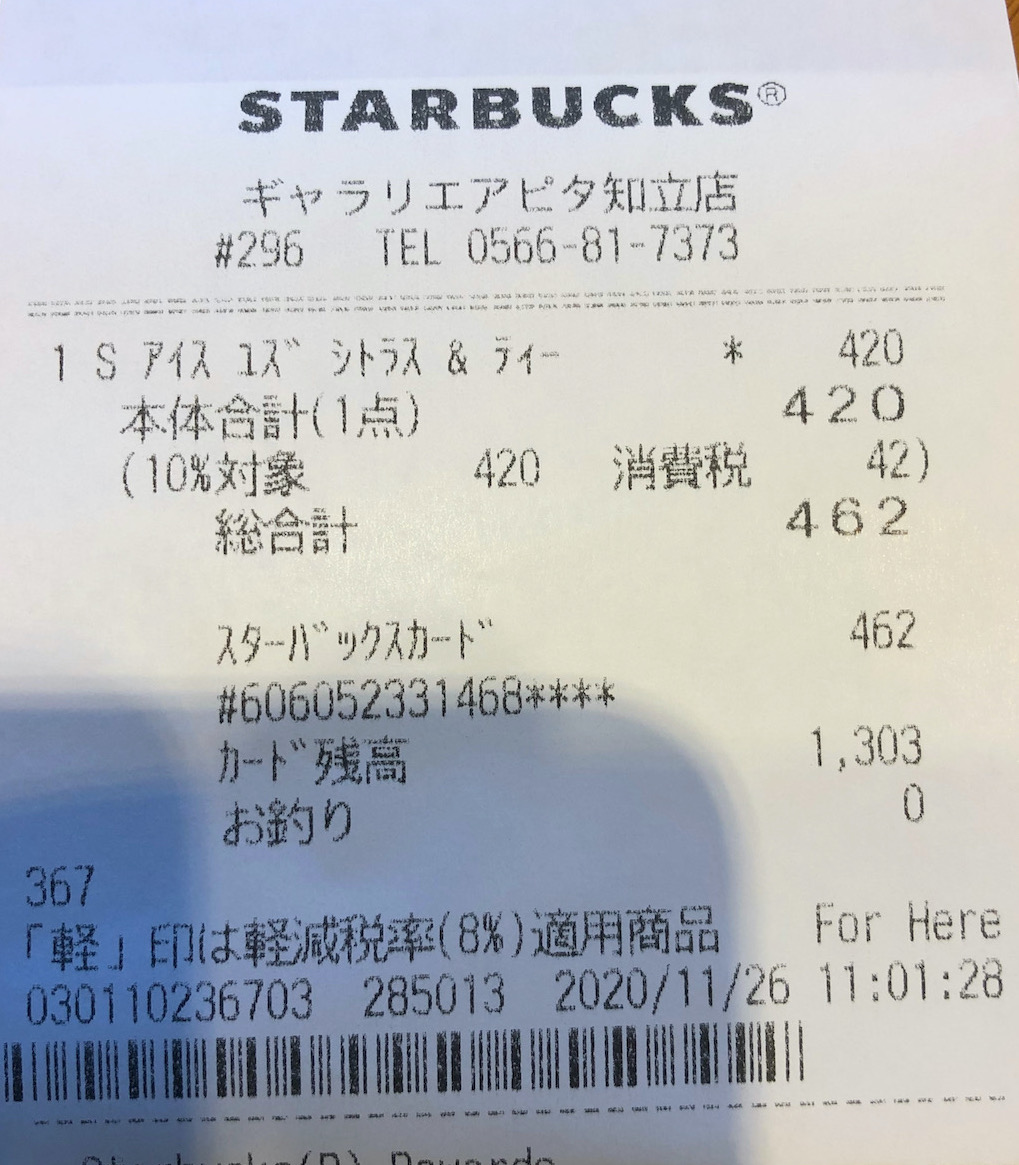 STARBUCKS®
ギャラリエアピタ知立店
#296 TEL 0566-81-7373
1 S アイス ユズ シトラス & ティー * 420
本体合計(1点) 420
(10%対象 420 消費税 42)
総合計 462
スターバックスカード 462
#606052331468****
カード残高 1,303
お釣り 0
367
「軽」印は軽減税率(8%)適用商品 For Here
030110236703 285013 2020/11/26 11:01:28